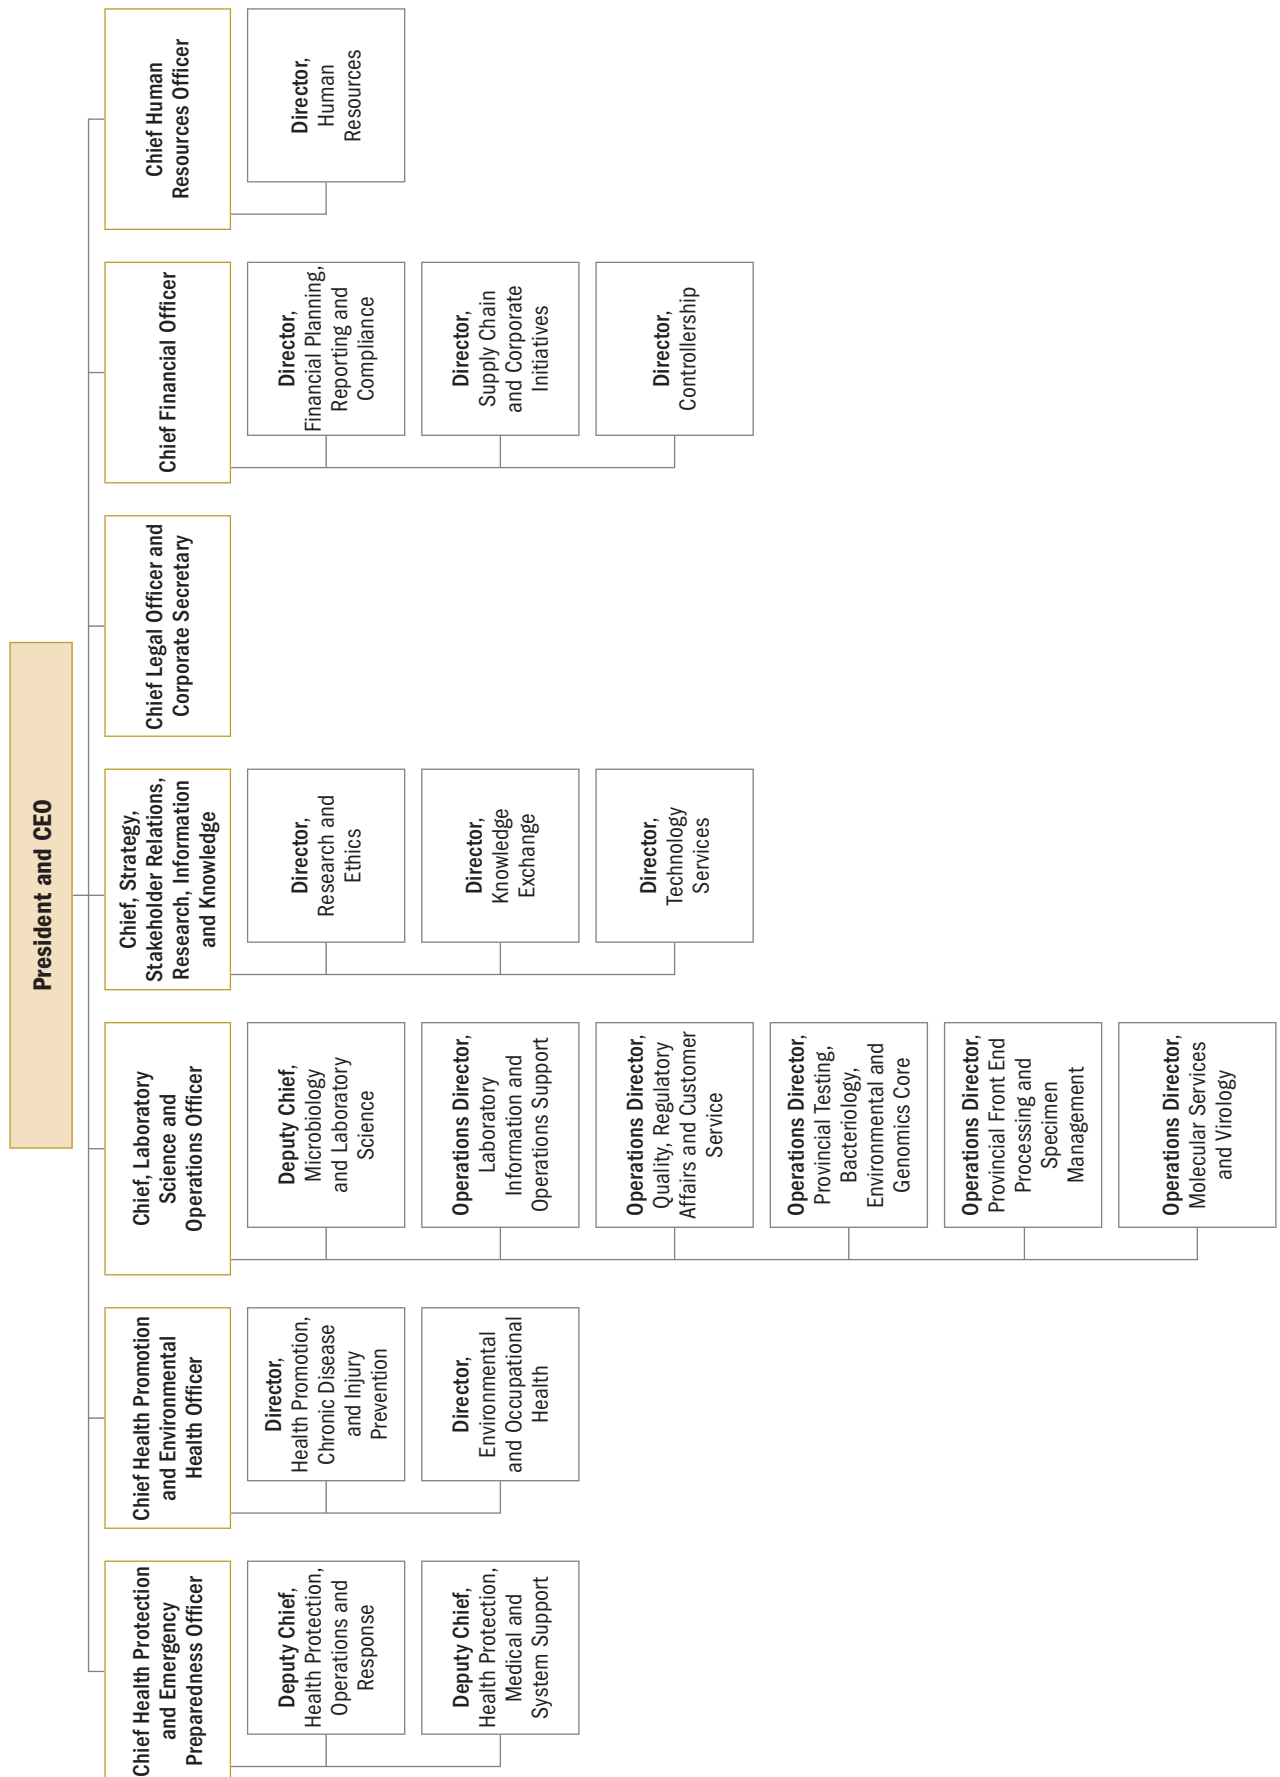 President and CEO
Chief Health Protection
and Emergency
Preparedness Officer
Deputy Chief,
Health Protection,
Operations and
Response
Deputy Chief,
Health Protection,
Medical and
System Support
Chief Health Promotion
and Environmental
Health Officer
Director,
Health Promotion,
Chronic Disease
and Injury
Prevention
Director,
Environmental
and Occupational
Health
Chief, Laboratory
Science and
Operations Officer
Deputy Chief,
Microbiology
and Laboratory
Science
Operations Director,
Laboratory
Information and
Operations Support
Operations Director,
Quality, Regulatory
Affairs and Customer
Service
Operations Director,
Provincial Testing,
Bacteriology,
Environmental and
Genomics Core
Operations Director,
Provincial Front End
Processing and
Specimen
Management
Operations Director,
Molecular Services
and Virology
Chief, Strategy,
Stakeholder Relations,
Research, Information
and Knowledge
Director,
Research and
Ethics
Director,
Knowledge
Exchange
Director,
Technology
Services
Chief Legal Officer and
Corporate Secretary
Chief Financial Officer
Director,
Financial Planning,
Reporting and
Compliance
Director,
Supply Chain
and Corporate
Initiatives
Director,
Controllership
Chief Human
Resources Officer
Director,
Human
Resources